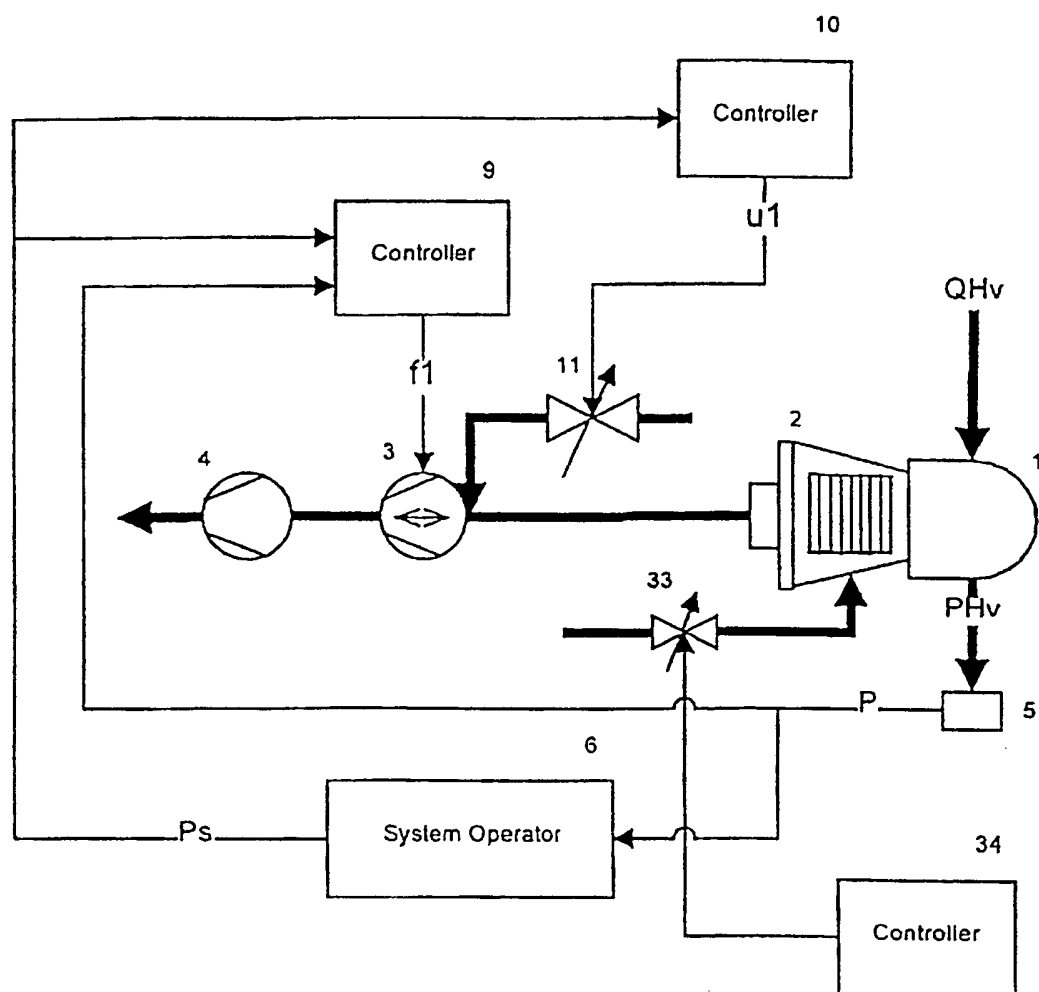 10
Controller
9
u1
Controller
QHv
f1
11
2
4
3
1
33
PHv
P
5
6
Ps
System Operator
34
Controller